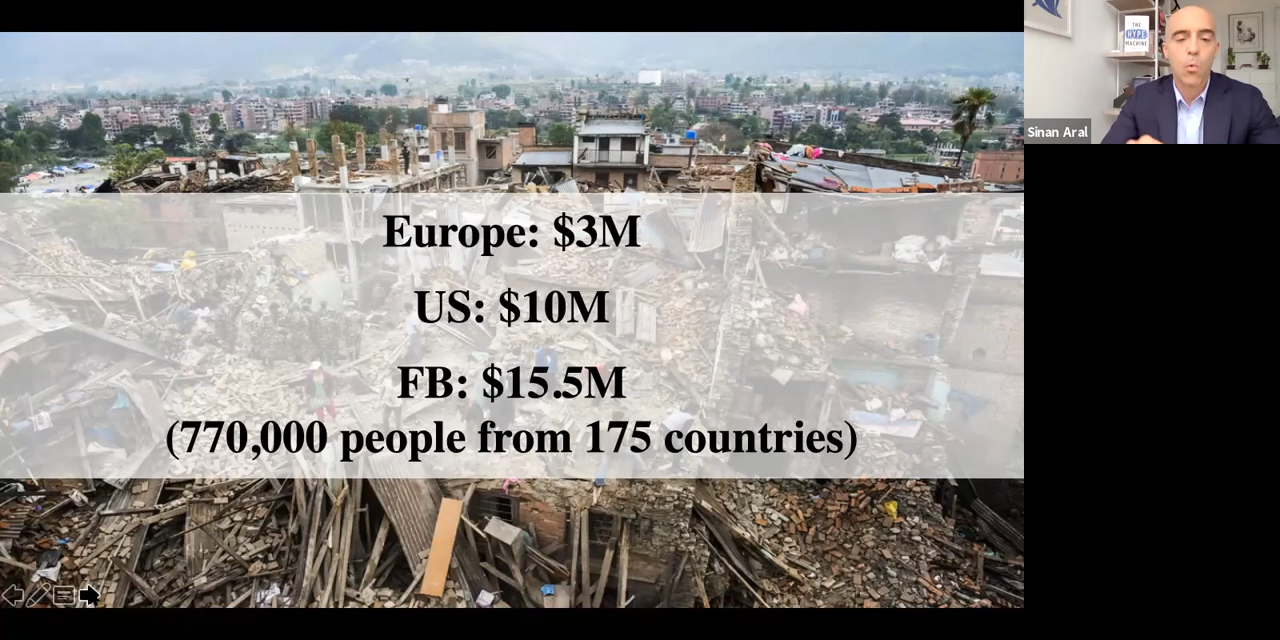 Europe: $3M
US: $10M
FB: $15.5M
(770,000 people from 175 countries)
THE
HYPE
MACHINE
Sinan Aral